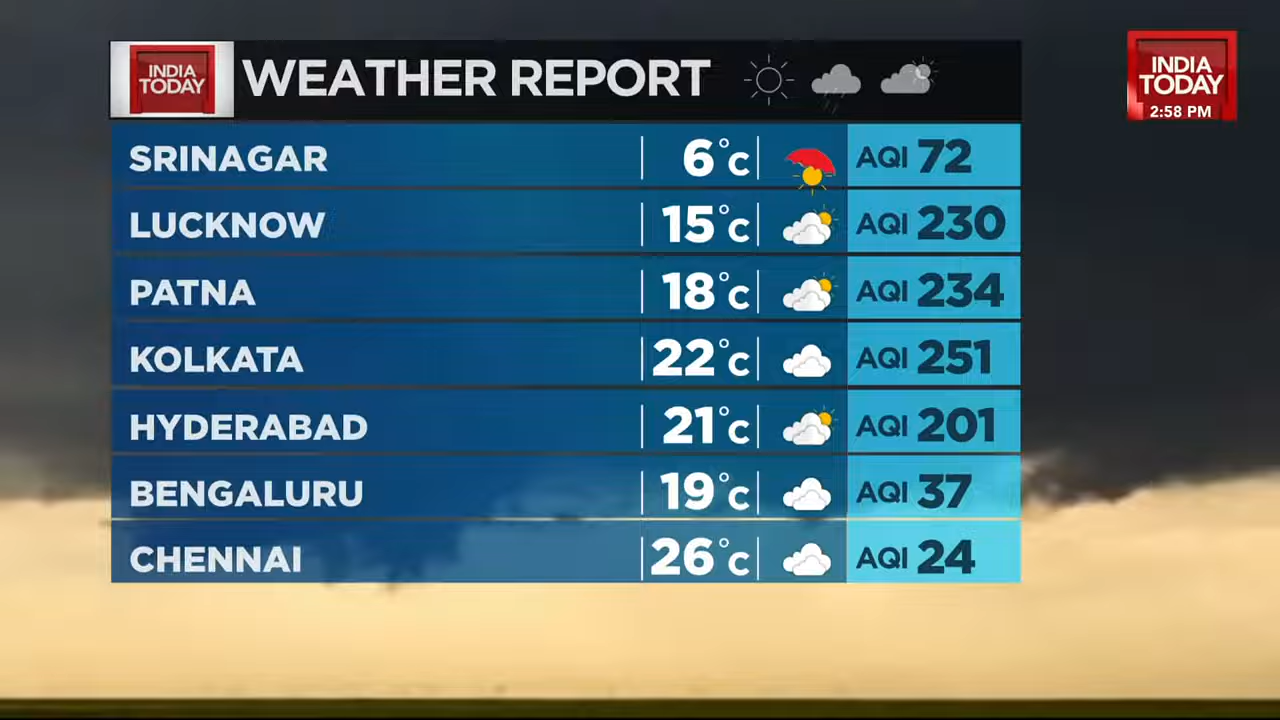 INDIA
TODAY
WEATHER REPORT
INDIA
TODAY
2:58 PM
SRINAGAR 6°C AQI 72
LUCKNOW 15°C AQI 230
PATNA 18°C AQI 234
KOLKATA 22°C AQI 251
HYDERABAD 21°C AQI 201
BENGALURU 19°C AQI 37
CHENNAI 26°C AQI 24